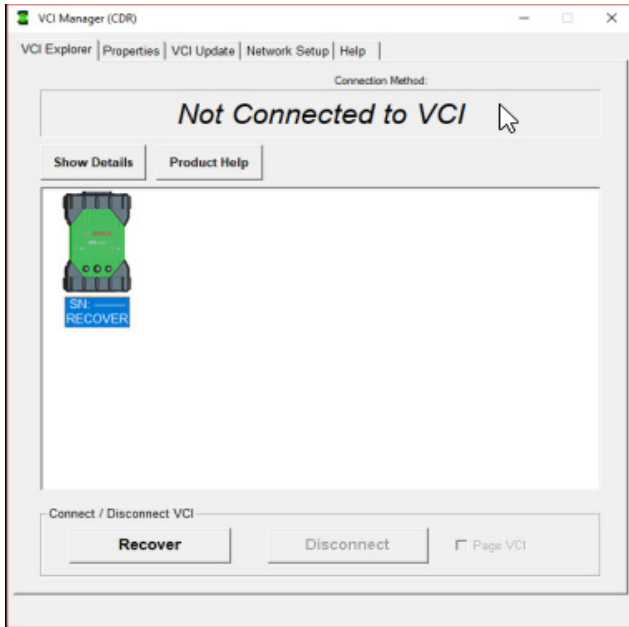 VCI Manager (CDR)
VCI Explorer Properties VCI Update Network Setup Help
Connection Method:
Not Connected to VCI
Show Details Product Help
BOSCH
SN: --------
RECOVER
Connect / Disconnect VCI
Recover Disconnect Page VCI